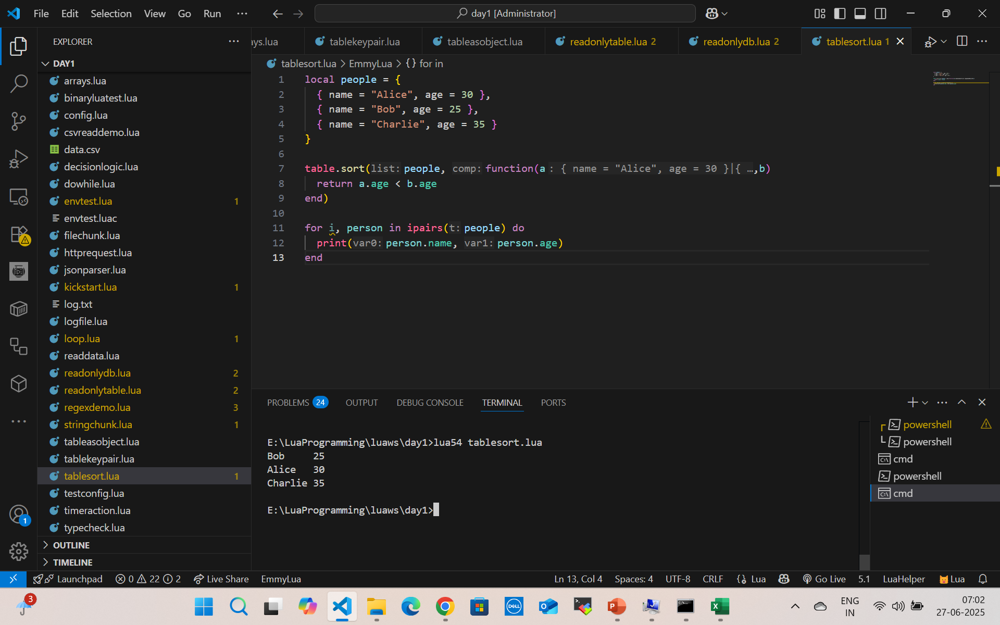 File Edit Selection View Go Run ···
day1 [Administrator]
EXPLORER
DAY1
arrays.lua
binaryluatest.lua
config.lua
csvreaddemo.lua
data.csv
decisionlogic.lua
dowhile.lua
envtest.lua 1
envtest.luac
filechunk.lua
httprequest.lua
jsonparser.lua
kickstart.lua 1
log.txt
logfile.lua
loop.lua 1
readdata.lua
readonlydb.lua 2
readonlytable.lua 2
regexdemo.lua 3
stringchunk.lua 1
tableasobject.lua
tablekeypair.lua
tablesort.lua 1
testconfig.lua
timeraction.lua
typecheck.lua
OUTLINE
TIMELINE
ays.lua tablekeypair.lua tableasobject.lua readonlytable.lua 2 readonlydb.lua 2 tablesort.lua 1
tablesort.lua > EmmyLua > {} for in
1 local people = {
2 { name = "Alice", age = 30 },
3 { name = "Bob", age = 25 },
4 { name = "Charlie", age = 35 }
5 }
6
7 table.sort(list: people, comp: function(a: { name = "Alice", age = 30 }|{ …,b)
8 return a.age < b.age
9 end)
10
11 for i, person in ipairs(t: people) do
12 print(var0: person.name, var1: person.age)
13 end
PROBLEMS 24 OUTPUT DEBUG CONSOLE TERMINAL PORTS
E:\LuaProgramming\luaws\day1>lua54 tablesort.lua
Bob 25
Alice 30
Charlie 35
E:\LuaProgramming\luaws\day1>
powershell
powershell
cmd
powershell
cmd
1
Launchpad 0 22 2 Live Share EmmyLua
Ln 13, Col 4 Spaces: 4 UTF-8 CRLF Lua Go Live 5.1 LuaHelper Lua
3
DELL
ENG
IN
07:02
27-06-2025